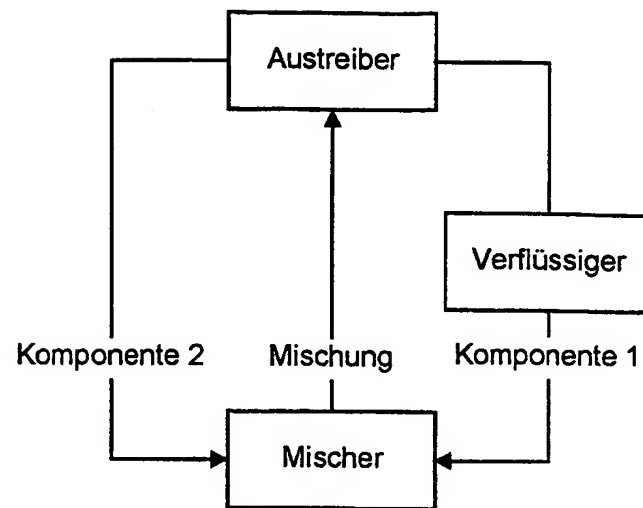 Austreiber
Verflüssiger
Komponente 2
Mischung
Komponente 1
Mischer